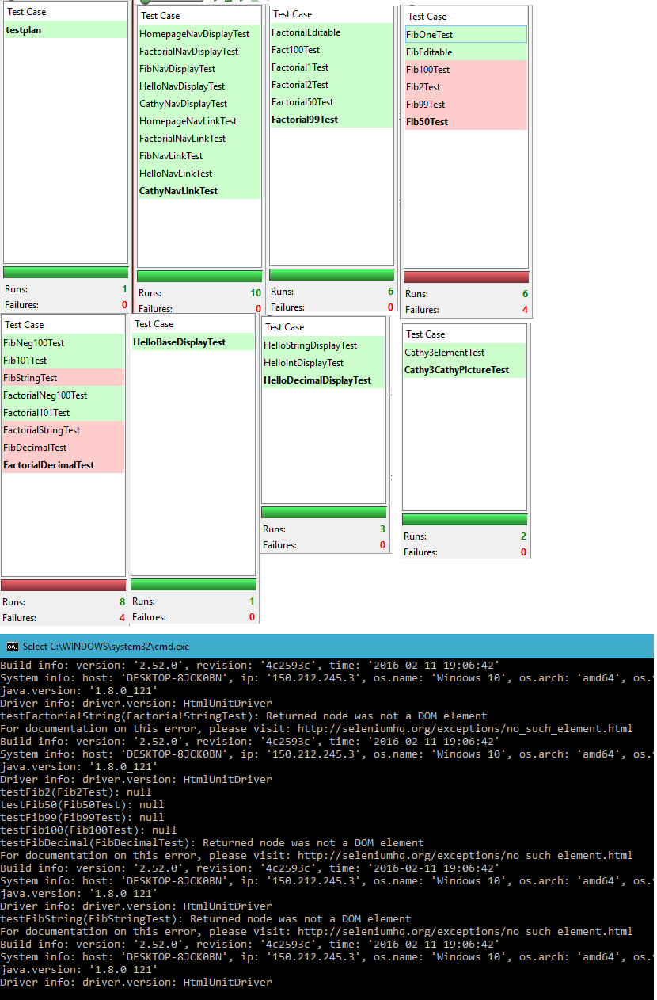 Test Case
testplan
Runs: 1
Failures: 0
Test Case
HomepageNavDisplayTest
FactorialNavDisplayTest
FibNavDisplayTest
HelloNavDisplayTest
CathyNavDisplayTest
HomepageNavLinkTest
FactorialNavLinkTest
FibNavLinkTest
HelloNavLinkTest
CathyNavLinkTest
Runs: 10
Failures: 0
Test Case
FactorialEditable
Fact100Test
Factorial1Test
Factorial2Test
Factorial50Test
Factorial99Test
Runs: 6
Failures: 0
Test Case
FibOneTest
FibEditable
Fib100Test
Fib2Test
Fib99Test
Fib50Test
Runs: 6
Failures: 4
Test Case
FibNeg100Test
Fib101Test
FibStringTest
FactorialNeg100Test
Factorial101Test
FactorialStringTest
FibDecimalTest
FactorialDecimalTest
Runs: 8
Failures: 4
Test Case
HelloBaseDisplayTest
Runs: 1
Failures: 0
Test Case
HelloStringDisplayTest
HelloIntDisplayTest
HelloDecimalDisplayTest
Runs: 3
Failures: 0
Test Case
Cathy3ElementTest
Cathy3CathyPictureTest
Runs: 2
Failures: 0
Select C:\WINDOWS\system32\cmd.exe
Build info: version: '2.52.0', revision: '4c2593c', time: '2016-02-11 19:06:42'
System info: host: 'DESKTOP-8JCK0BN', ip: '150.212.245.3', os.name: 'Windows 10', os.arch: 'amd64', os.v
java.version: '1.8.0_121'
Driver info: driver.version: HtmlUnitDriver
testFactorialString(FactorialStringTest): Returned node was not a DOM element
For documentation on this error, please visit: http://seleniumhq.org/exceptions/no_such_element.html
Build info: version: '2.52.0', revision: '4c2593c', time: '2016-02-11 19:06:42'
System info: host: 'DESKTOP-8JCK0BN', ip: '150.212.245.3', os.name: 'Windows 10', os.arch: 'amd64', os.v
java.version: '1.8.0_121'
Driver info: driver.version: HtmlUnitDriver
testFib2(Fib2Test): null
testFib50(Fib50Test): null
testFib99(Fib99Test): null
testFib100(Fib100Test): null
testFibDecimal(FibDecimalTest): Returned node was not a DOM element
For documentation on this error, please visit: http://seleniumhq.org/exceptions/no_such_element.html
Build info: version: '2.52.0', revision: '4c2593c', time: '2016-02-11 19:06:42'
System info: host: 'DESKTOP-8JCK0BN', ip: '150.212.245.3', os.name: 'Windows 10', os.arch: 'amd64', os.v
java.version: '1.8.0_121'
Driver info: driver.version: HtmlUnitDriver
testFibString(FibStringTest): Returned node was not a DOM element
For documentation on this error, please visit: http://seleniumhq.org/exceptions/no_such_element.html
Build info: version: '2.52.0', revision: '4c2593c', time: '2016-02-11 19:06:42'
System info: host: 'DESKTOP-8JCK0BN', ip: '150.212.245.3', os.name: 'Windows 10', os.arch: 'amd64', os.v
java.version: '1.8.0_121'
Driver info: driver.version: HtmlUnitDriver